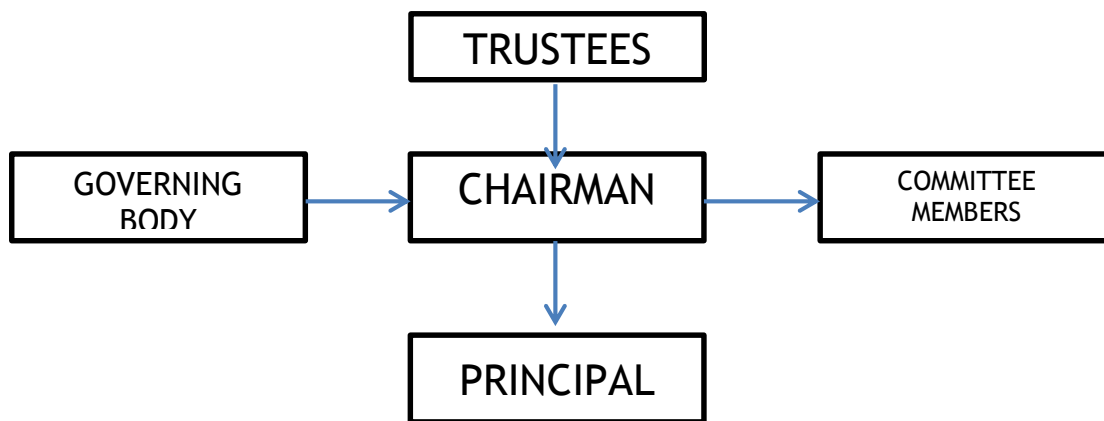 TRUSTEES
GOVERNING
BODY
CHAIRMAN
COMMITTEE
MEMBERS
PRINCIPAL